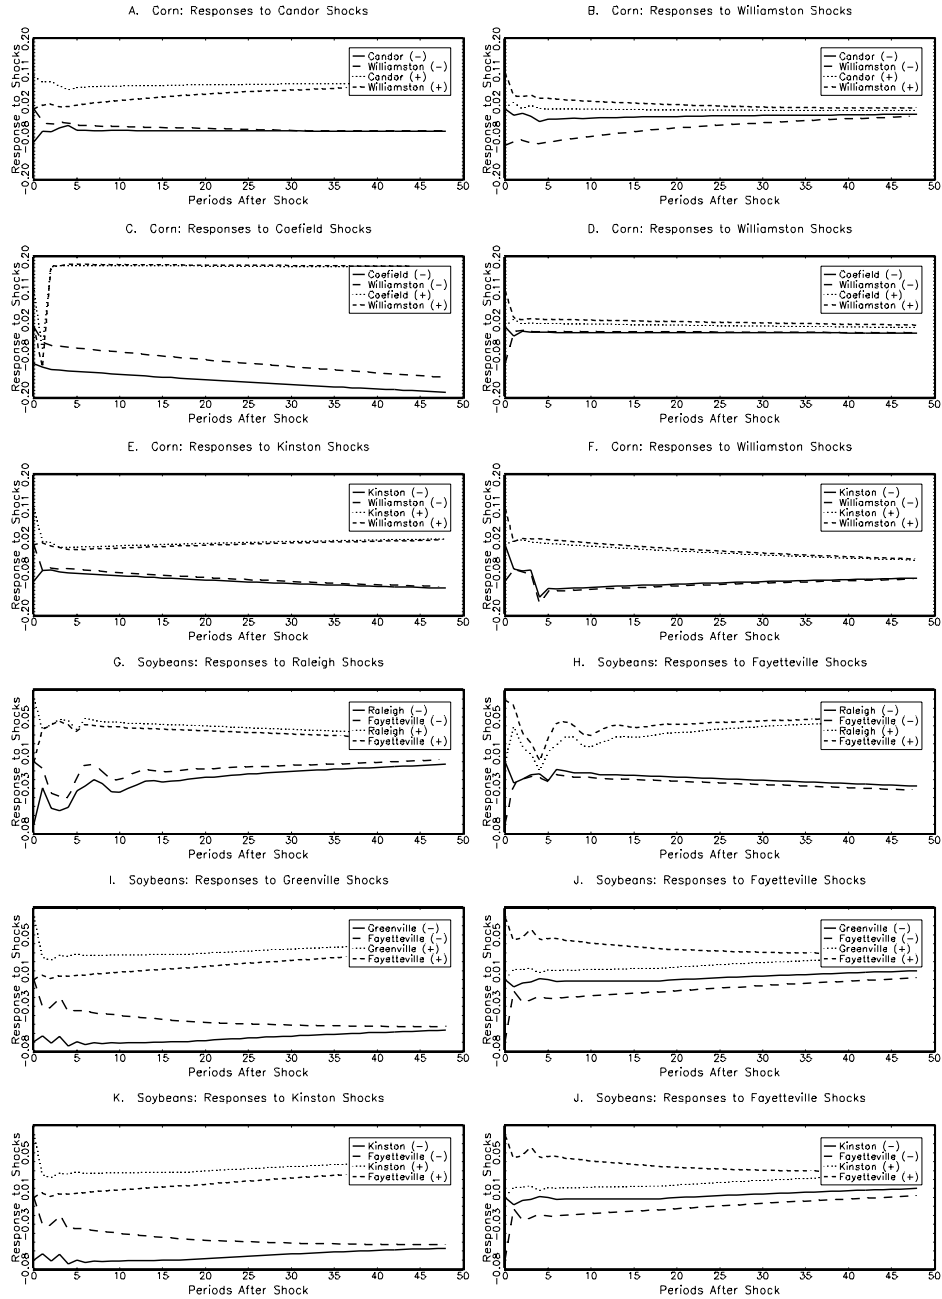 A. Corn: Responses to Candor Shocks
Response to Shocks
0.20
0.11
0.02
-0.08
-0.20
Candor (-)
Williamston (-)
Candor (+)
Williamston (+)
0 5 10 15 20 25 30 35 40 45 50
Periods After Shock
B. Corn: Responses to Williamston Shocks
Response to Shocks
0.20
0.11
0.02
-0.08
-0.20
Candor (-)
Williamston (-)
Candor (+)
Williamston (+)
0 5 10 15 20 25 30 35 40 45 50
Periods After Shock
C. Corn: Responses to Coefield Shocks
Response to Shocks
0.20
0.11
0.02
-0.08
-0.20
Coefield (-)
Williamston (-)
Coefield (+)
Williamston (+)
0 5 10 15 20 25 30 35 40 45 50
Periods After Shock
D. Corn: Responses to Williamston Shocks
Response to Shocks
0.20
0.11
0.02
-0.08
-0.20
Coefield (-)
Williamston (-)
Coefield (+)
Williamston (+)
0 5 10 15 20 25 30 35 40 45 50
Periods After Shock
E. Corn: Responses to Kinston Shocks
Response to Shocks
0.20
0.11
0.02
-0.08
-0.20
Kinston (-)
Williamston (-)
Kinston (+)
Williamston (+)
0 5 10 15 20 25 30 35 40 45 50
Periods After Shock
F. Corn: Responses to Williamston Shocks
Response to Shocks
0.20
0.11
0.02
-0.08
-0.20
Kinston (-)
Williamston (-)
Kinston (+)
Williamston (+)
0 5 10 15 20 25 30 35 40 45 50
Periods After Shock
G. Soybeans: Responses to Raleigh Shocks
Response to Shocks
0.05
0.01
-0.03
-0.08
Raleigh (-)
Fayetteville (-)
Raleigh (+)
Fayetteville (+)
0 5 10 15 20 25 30 35 40 45 50
Periods After Shock
H. Soybeans: Responses to Fayetteville Shocks
Response to Shocks
0.05
0.01
-0.03
-0.08
Raleigh (-)
Fayetteville (-)
Raleigh (+)
Fayetteville (+)
0 5 10 15 20 25 30 35 40 45 50
Periods After Shock
I. Soybeans: Responses to Greenville Shocks
Response to Shocks
0.05
0.01
-0.03
-0.08
Greenville (-)
Fayetteville (-)
Greenville (+)
Fayetteville (+)
0 5 10 15 20 25 30 35 40 45 50
Periods After Shock
J. Soybeans: Responses to Fayetteville Shocks
Response to Shocks
0.05
0.01
-0.03
-0.08
Greenville (-)
Fayetteville (-)
Greenville (+)
Fayetteville (+)
0 5 10 15 20 25 30 35 40 45 50
Periods After Shock
K. Soybeans: Responses to Kinston Shocks
Response to Shocks
0.05
0.01
-0.03
-0.08
Kinston (-)
Fayetteville (-)
Kinston (+)
Fayetteville (+)
0 5 10 15 20 25 30 35 40 45 50
Periods After Shock
J. Soybeans: Responses to Fayetteville Shocks
Response to Shocks
0.05
0.01
-0.03
-0.08
Kinston (-)
Fayetteville (-)
Kinston (+)
Fayetteville (+)
0 5 10 15 20 25 30 35 40 45 50
Periods After Shock